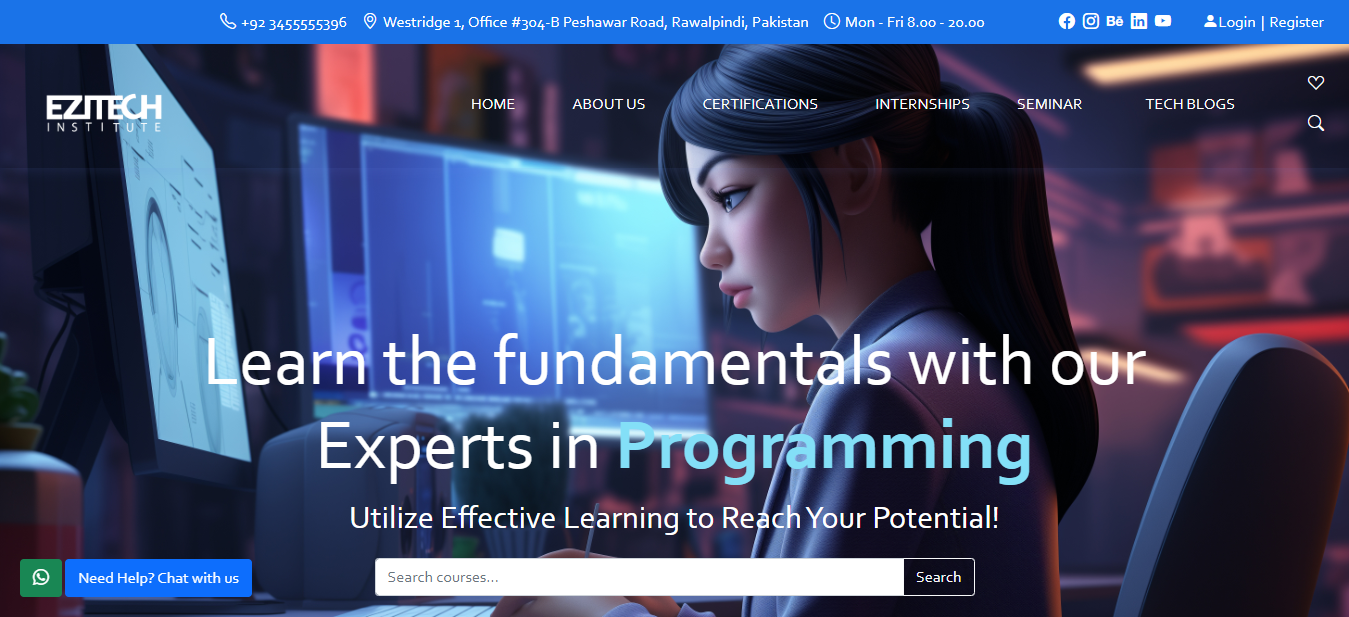 +92 3455555396 Westridge 1, Office #304-B Peshawar Road, Rawalpindi, Pakistan Mon - Fri 8.00 - 20.00 Bē Login | Register
EZITECH
INSTITUTE
HOME ABOUT US CERTIFICATIONS INTERNSHIPS SEMINAR TECH BLOGS
Learn the fundamentals with our
Experts in Programming
Utilize Effective Learning to Reach Your Potential!
Need Help? Chat with us
Search courses... Search